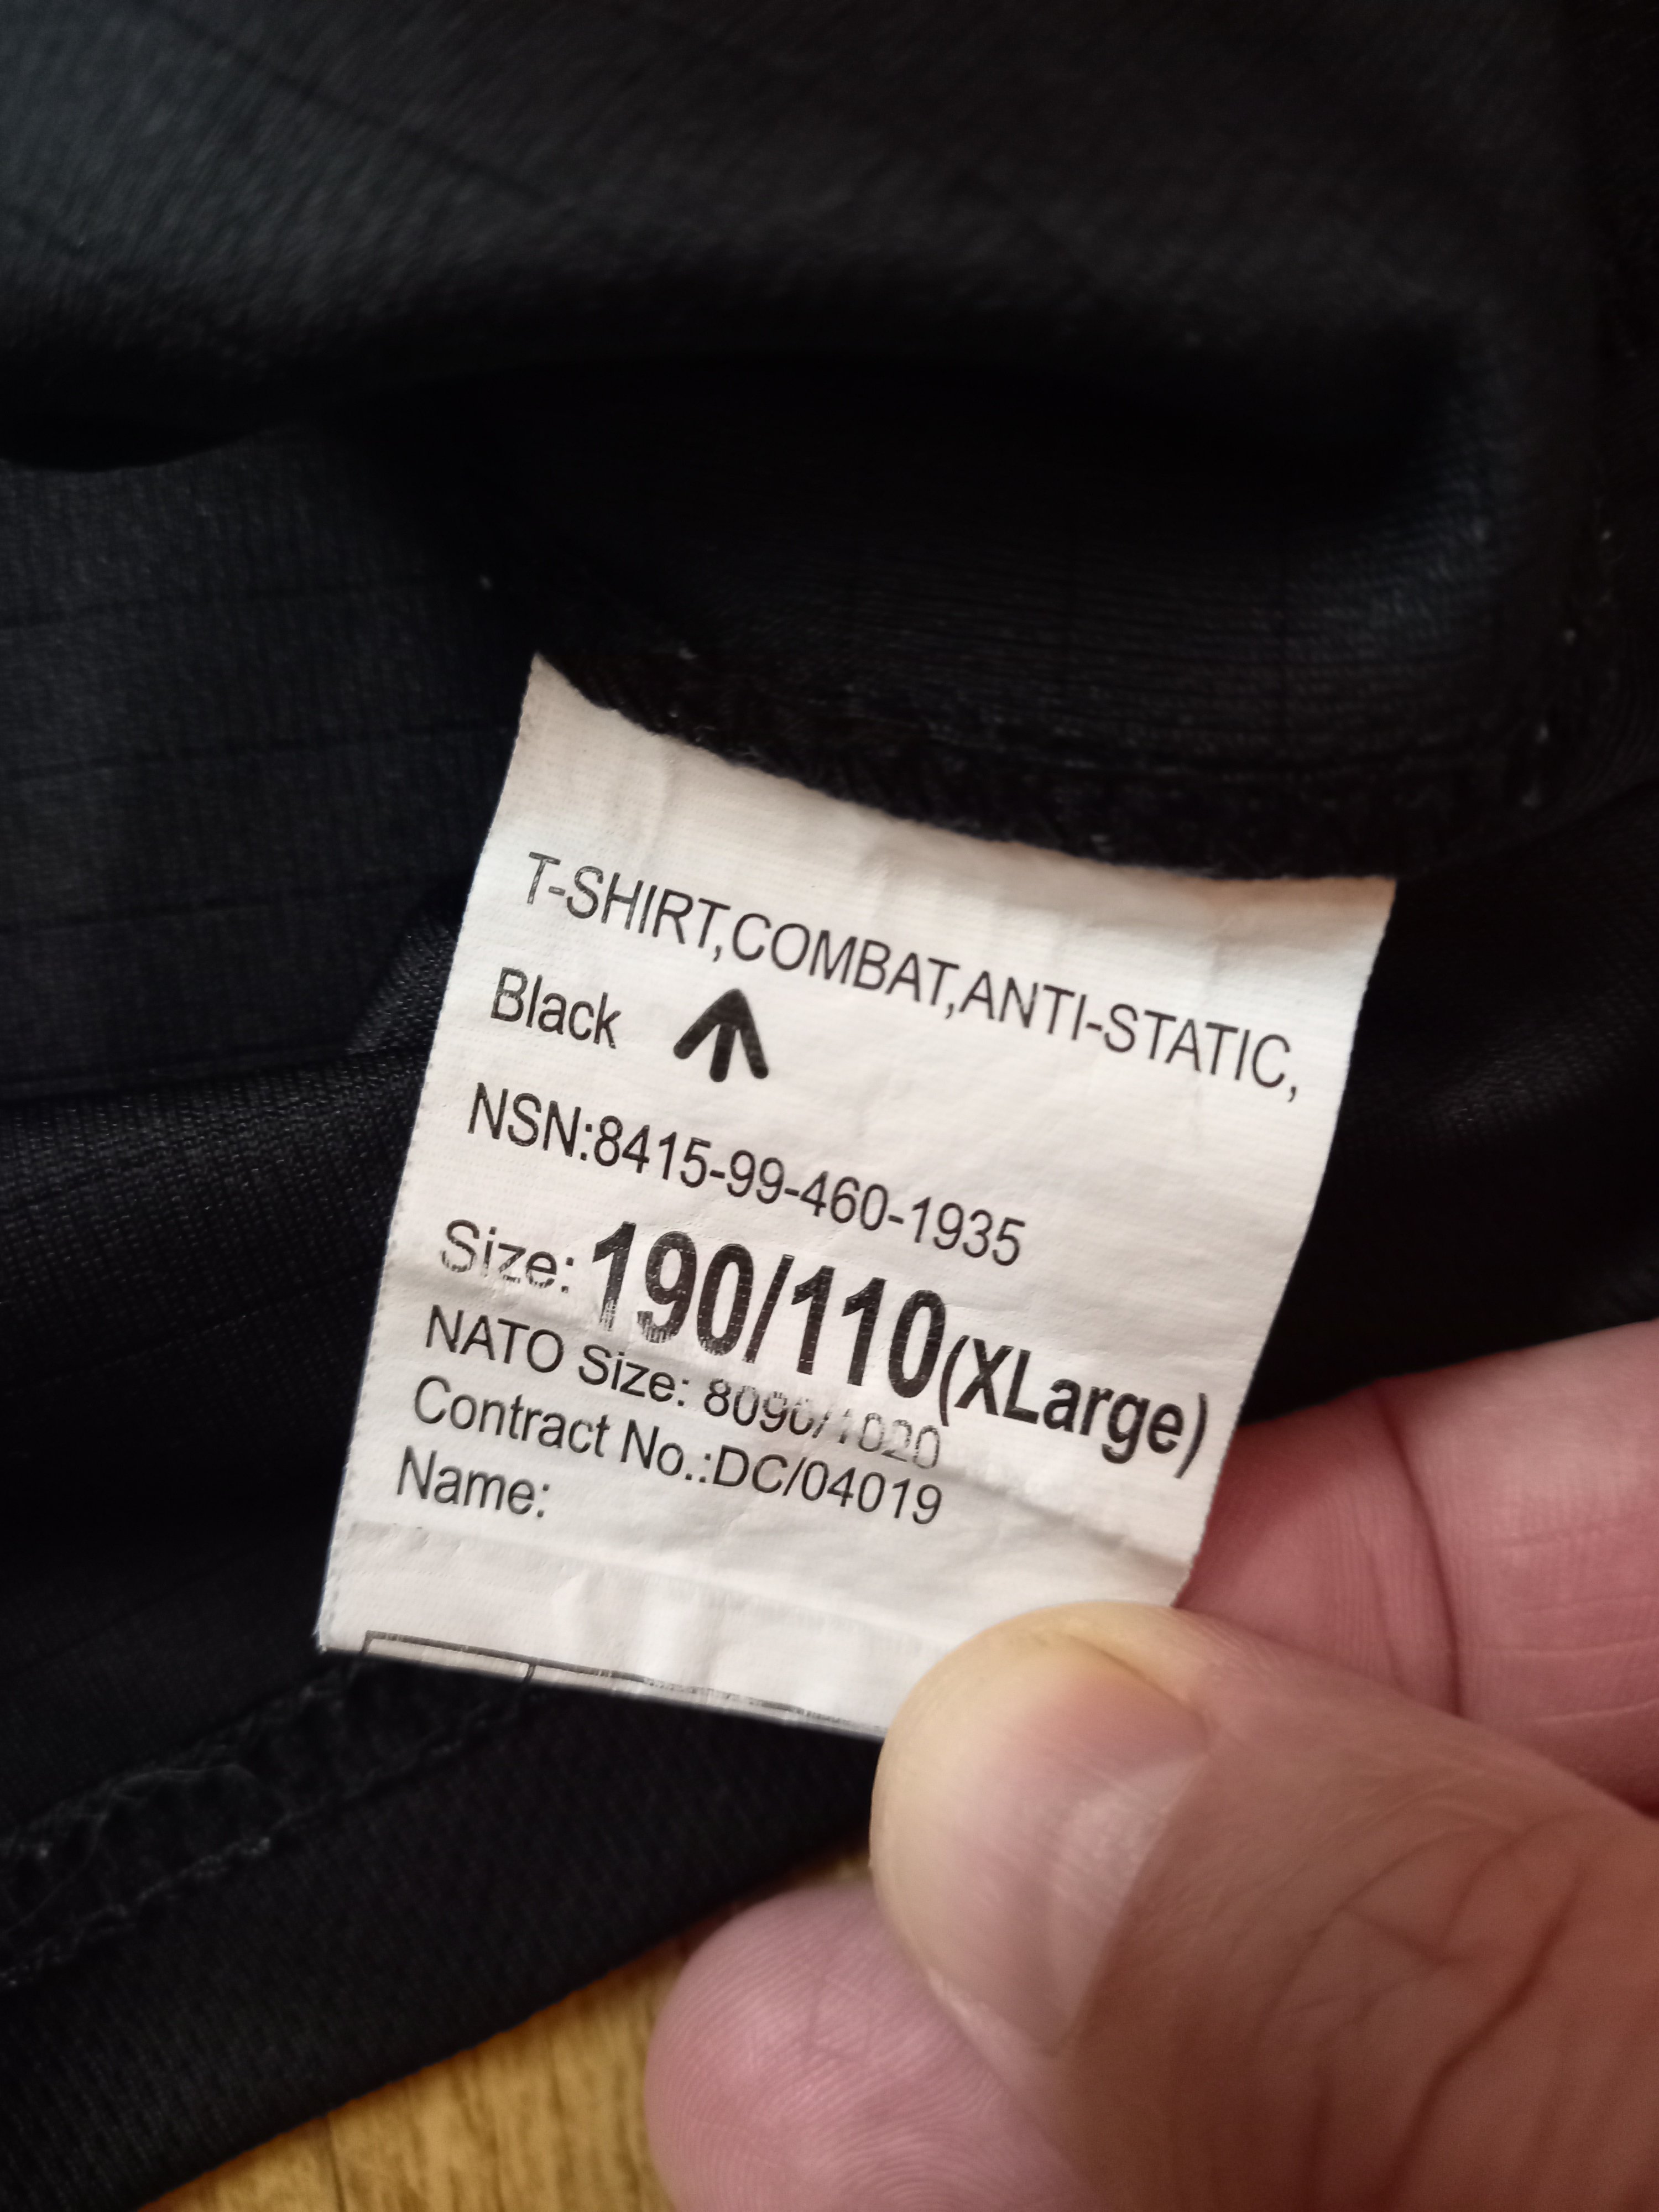 T-SHIRT,COMBAT,ANTI-STATIC,
Black
NSN:8415-99-460-1935
Size: 190/110(XLarge)
NATO Size: 8090/1020
Contract No.:DC/04019
Name: